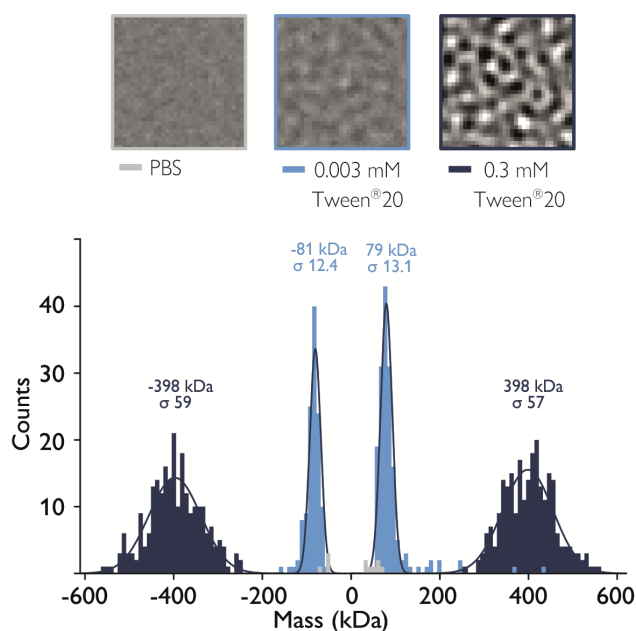 PBS
0.003 mM
Tween®20
0.3 mM
Tween®20
-81 kDa
σ 12.4
79 kDa
σ 13.1
-398 kDa
σ 59
398 kDa
σ 57
Counts
40
30
20
10
-600
-400
-200
0
200
400
600
Mass (kDa)